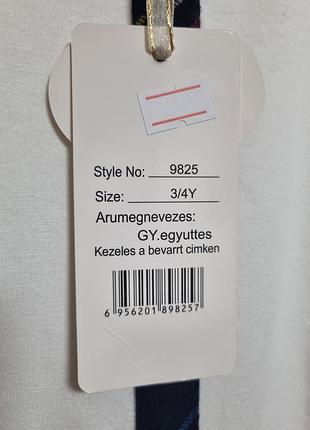 Style No: 9825
Size: 3/4Y
Arumegnevezes:
GY.egyuttes
Kezeles a bevarrt cimken
6 956201 898257